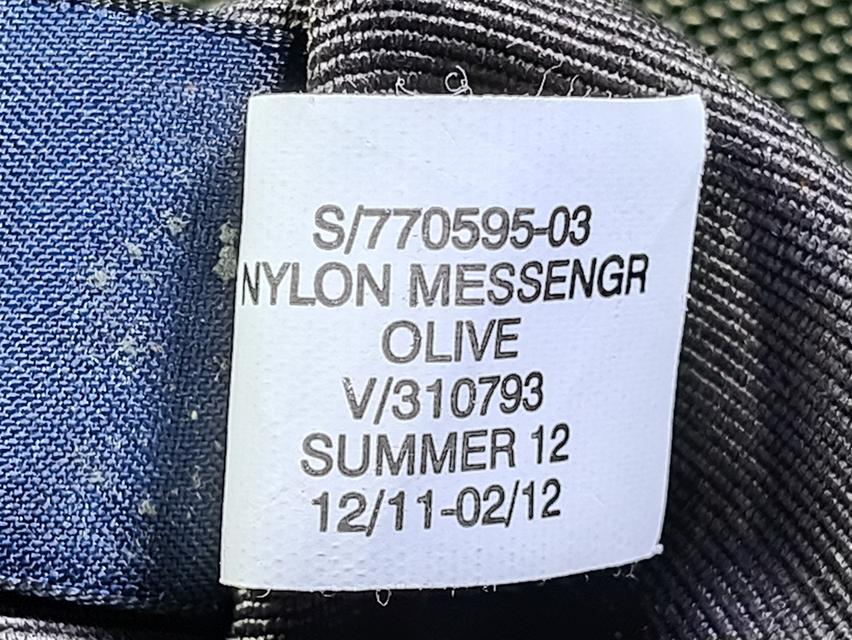 S/770595-03
NYLON MESSENGR
OLIVE
V/310793
SUMMER 12
12/11-02/12